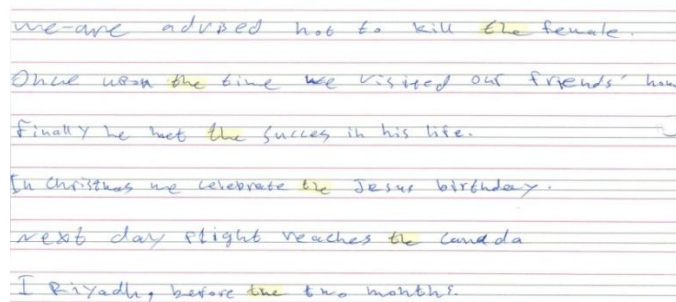 we are advised not to kill the female.
Once upon the time we visited our friends'
Finally he met the succes in his life.
In Christmas we celebrate the Jesus birthday.
Next day flight reaches the Canada
I Riyadh, before the two months.